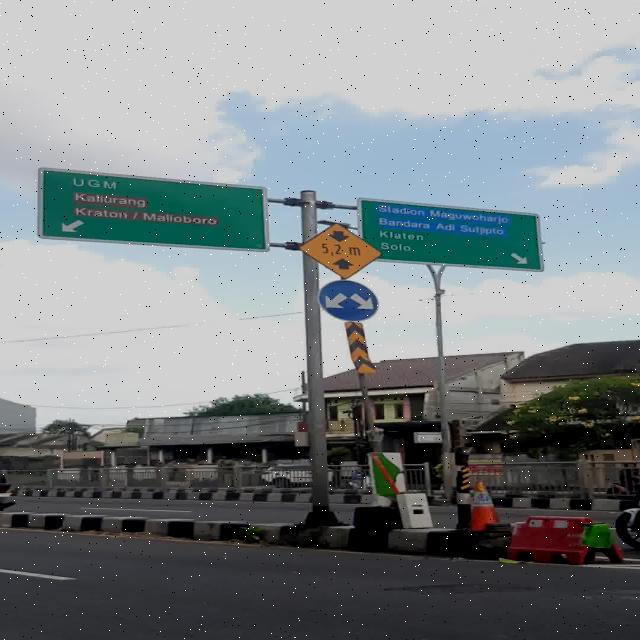 UGM
Kaliurang
Kraton / Malioboro
5,2 m
Stadion Maguwoharjo
Bandara Adi Sutjipto
Klaten
Solo